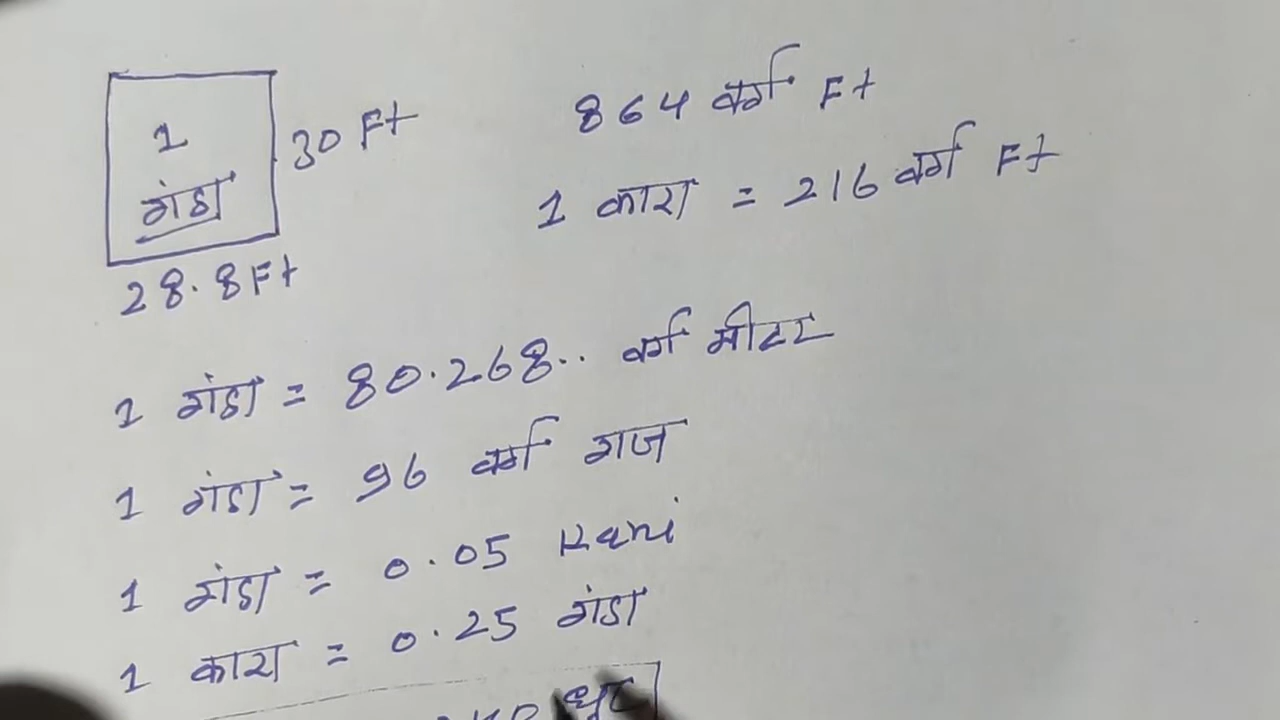 1
गंडा
30 Ft
28.8 Ft
864 वर्ग Ft
1 कारा = 216 वर्ग Ft
1 गंडा = 80.268.. वर्ग मीटर
1 गंडा = 96 वर्ग गज
1 गंडा = 0.05 Kani
1 कारा = 0.25 गंडा